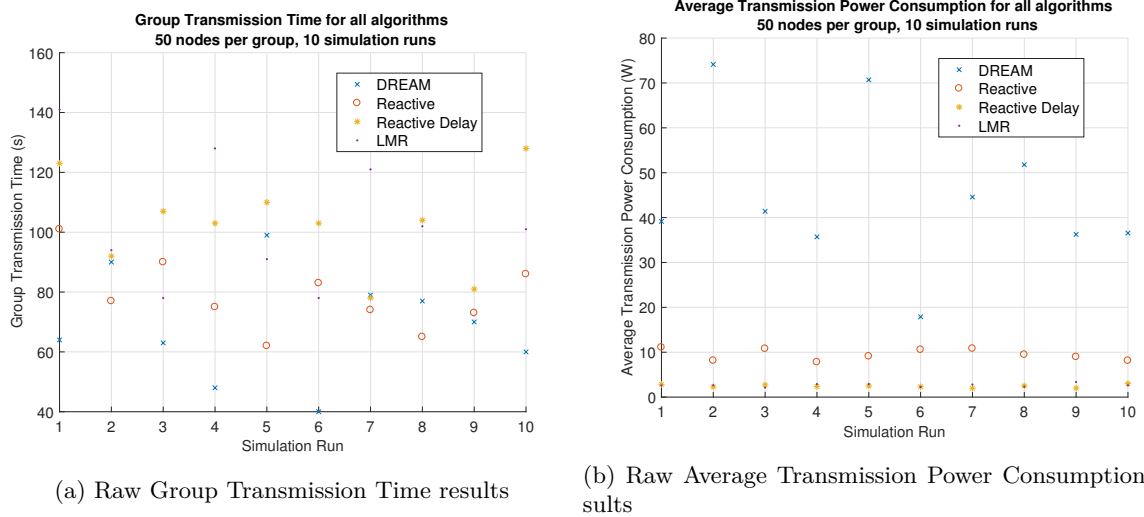 Group Transmission Time for all algorithms
50 nodes per group, 10 simulation runs
160
140
120
100
80
60
40
Group Transmission Time (s)
DREAM
Reactive
Reactive Delay
LMR
1 2 3 4 5 6 7 8 9 10
Simulation Run
(a) Raw Group Transmission Time results
Average Transmission Power Consumption for all algorithms
50 nodes per group, 10 simulation runs
80
70
60
50
40
30
20
10
0
Average Transmission Power Consumption (W)
DREAM
Reactive
Reactive Delay
LMR
1 2 3 4 5 6 7 8 9 10
Simulation Run
(b) Raw Average Transmission Power Consumption
sults